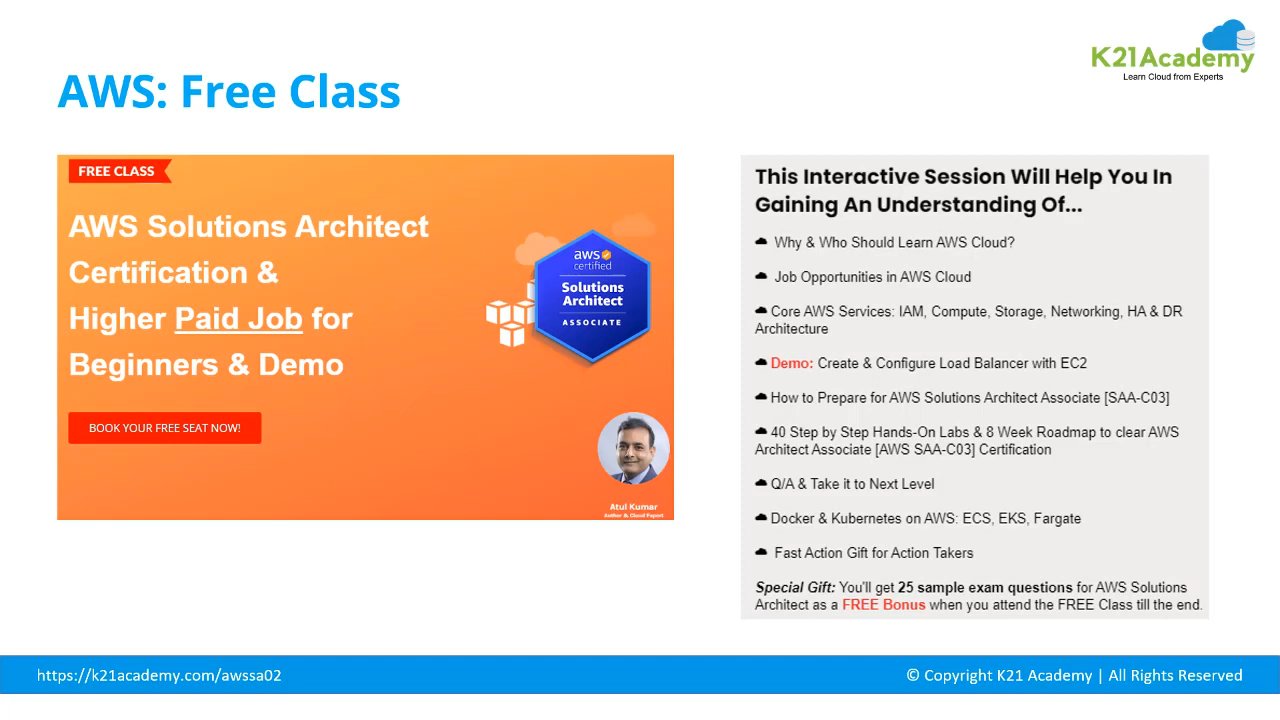 K21Academy
Learn Cloud from Experts
AWS: Free Class
FREE CLASS
AWS Solutions Architect
Certification &
Higher Paid Job for
Beginners & Demo
BOOK YOUR FREE SEAT NOW!
aws
certified
Solutions
Architect
ASSOCIATE
Atul Kumar
Author & Cloud Expert
This Interactive Session Will Help You In
Gaining An Understanding Of...
Why & Who Should Learn AWS Cloud?
Job Opportunities in AWS Cloud
Core AWS Services: IAM, Compute, Storage, Networking, HA & DR
Architecture
Demo: Create & Configure Load Balancer with EC2
How to Prepare for AWS Solutions Architect Associate [SAA-C03]
40 Step by Step Hands-On Labs & 8 Week Roadmap to clear AWS
Architect Associate [AWS SAA-C03] Certification
Q/A & Take it to Next Level
Docker & Kubernetes on AWS: ECS, EKS, Fargate
Fast Action Gift for Action Takers
Special Gift: You'll get 25 sample exam questions for AWS Solutions
Architect as a FREE Bonus when you attend the FREE Class till the end.
https://k21academy.com/awssa02
© Copyright K21 Academy | All Rights Reserved